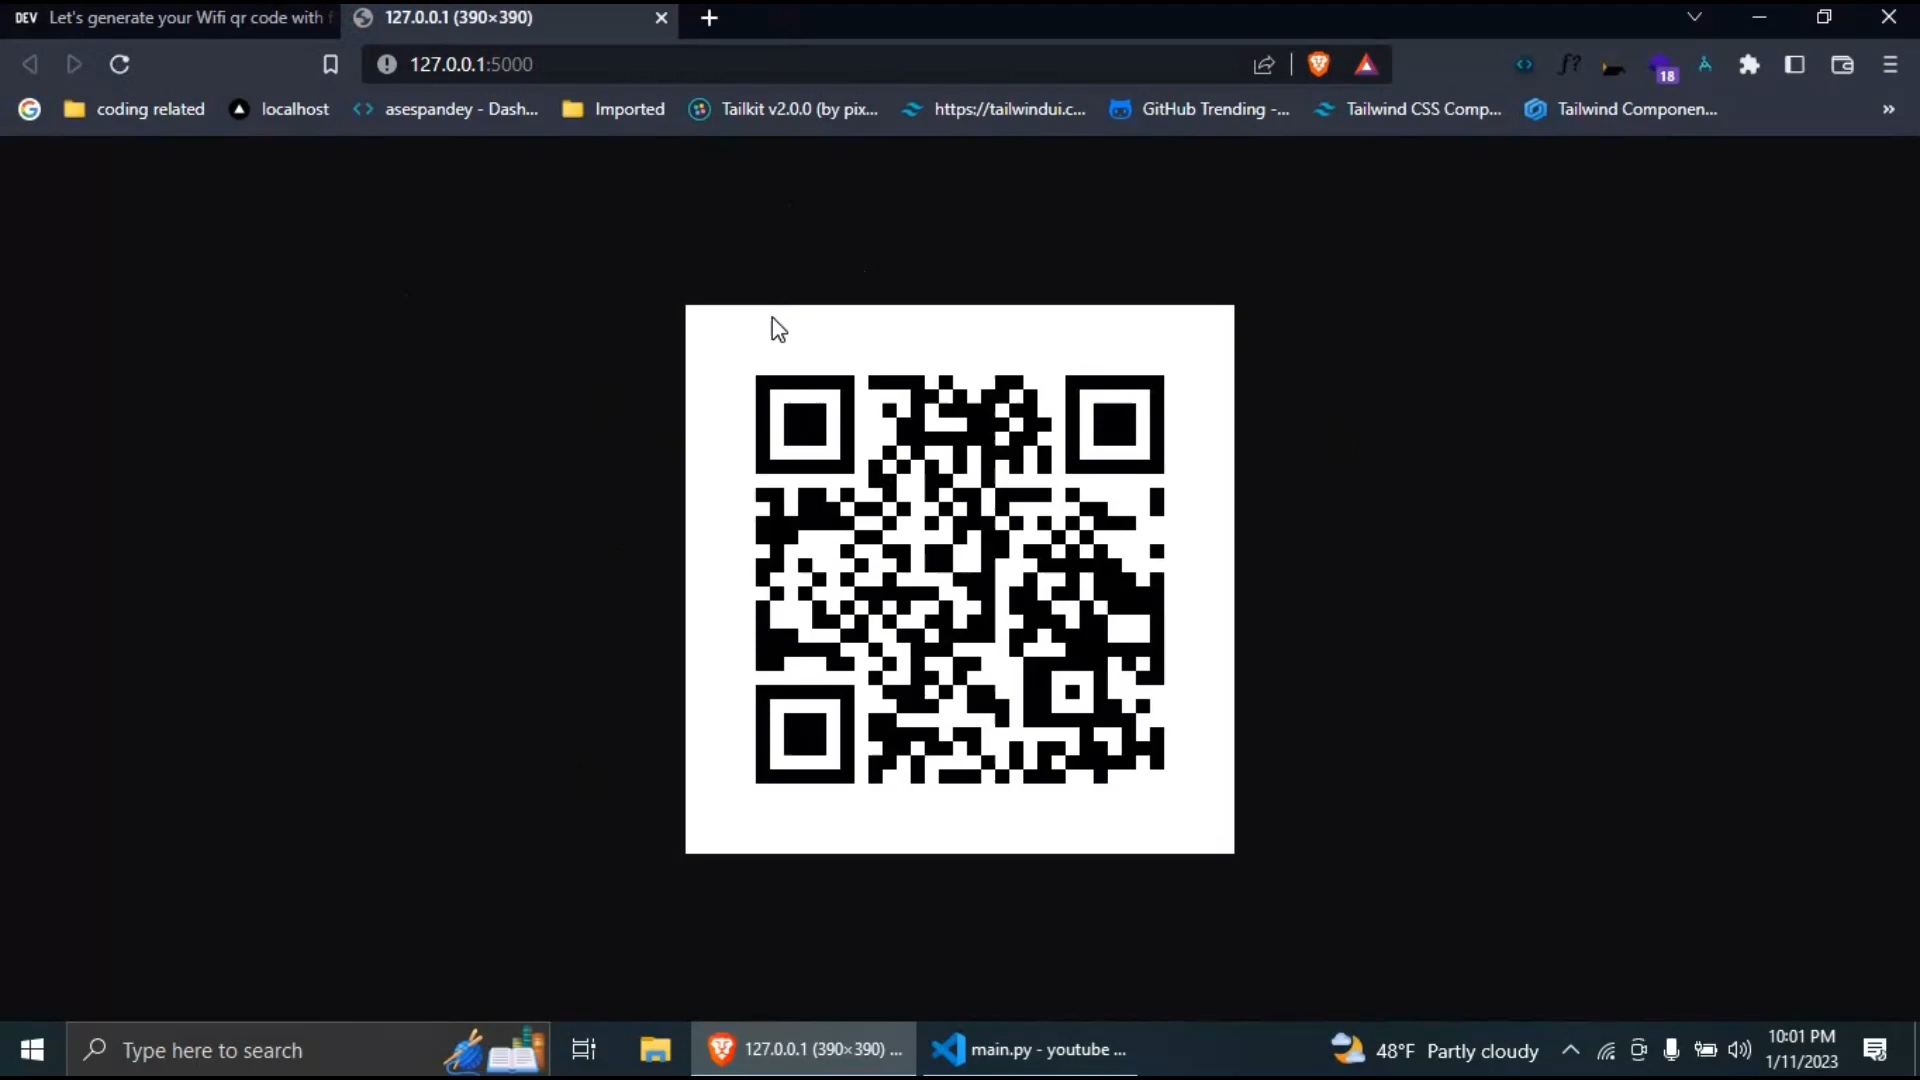 DEV Let's generate your Wifi qr code with f
127.0.0.1 (390×390)
127.0.0.1:5000
18
coding related
localhost
asespandey - Dash...
Imported
Tailkit v2.0.0 (by pix...
https://tailwindui.c...
GitHub Trending -...
Tailwind CSS Comp...
Tailwind Componen...
Type here to search
127.0.0.1 (390×390) ...
main.py - youtube ...
48°F Partly cloudy
10:01 PM
1/11/2023